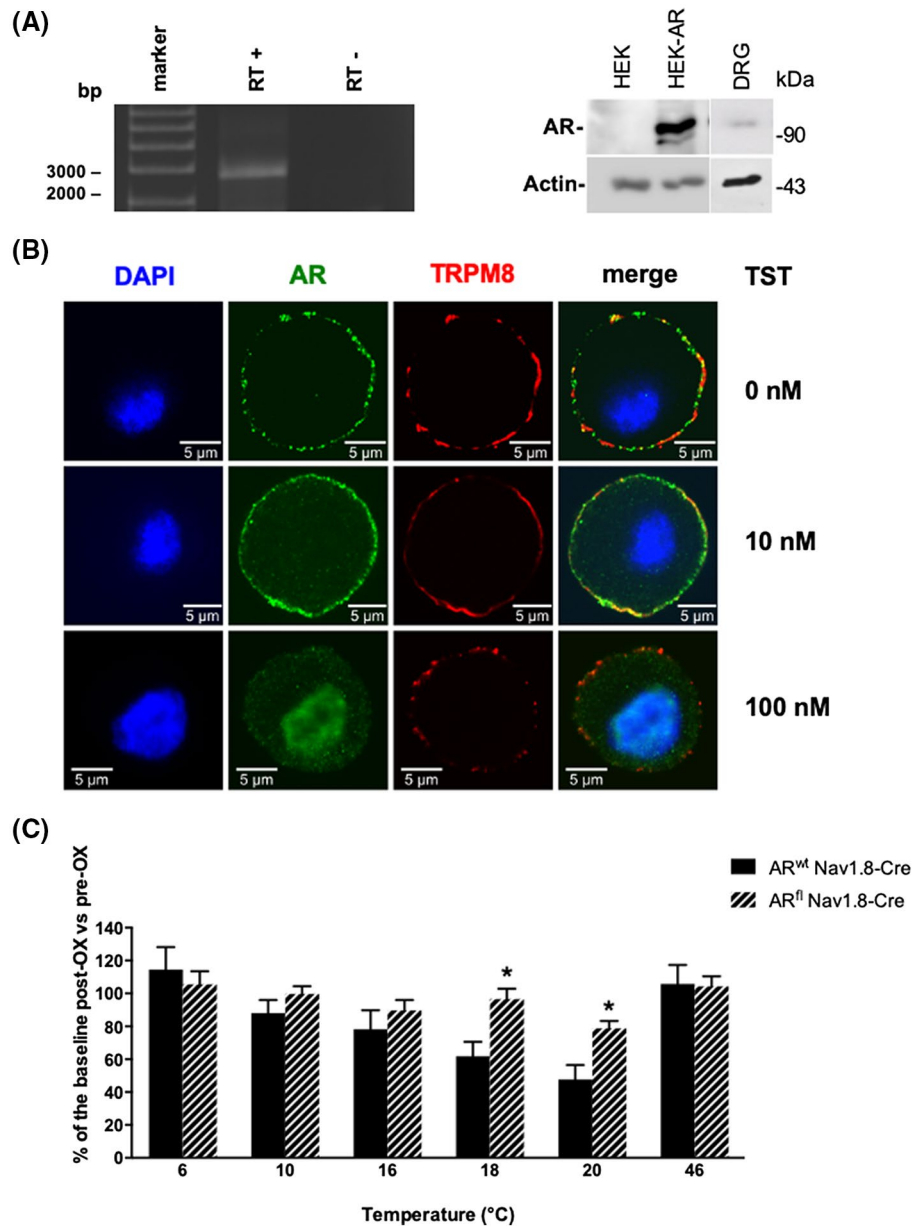 (A)
bp
marker
RT +
RT -
3000 –
2000 –
HEK
HEK-AR
DRG
kDa
AR-
-90
Actin-
-43
(B)
DAPI
AR
TRPM8
merge
TST
5 µm
5 µm
5 µm
5 µm
0 nM
5 µm
5 µm
5 µm
5 µm
10 nM
5 µm
5 µm
5 µm
5 µm
100 nM
(C)
% of the baseline post-OX vs pre-OX
ARwt Nav1.8-Cre
ARfl Nav1.8-Cre
140
120
100
80
60
40
20
0
*
*
6 10 16 18 20 46
Temperature (°C)